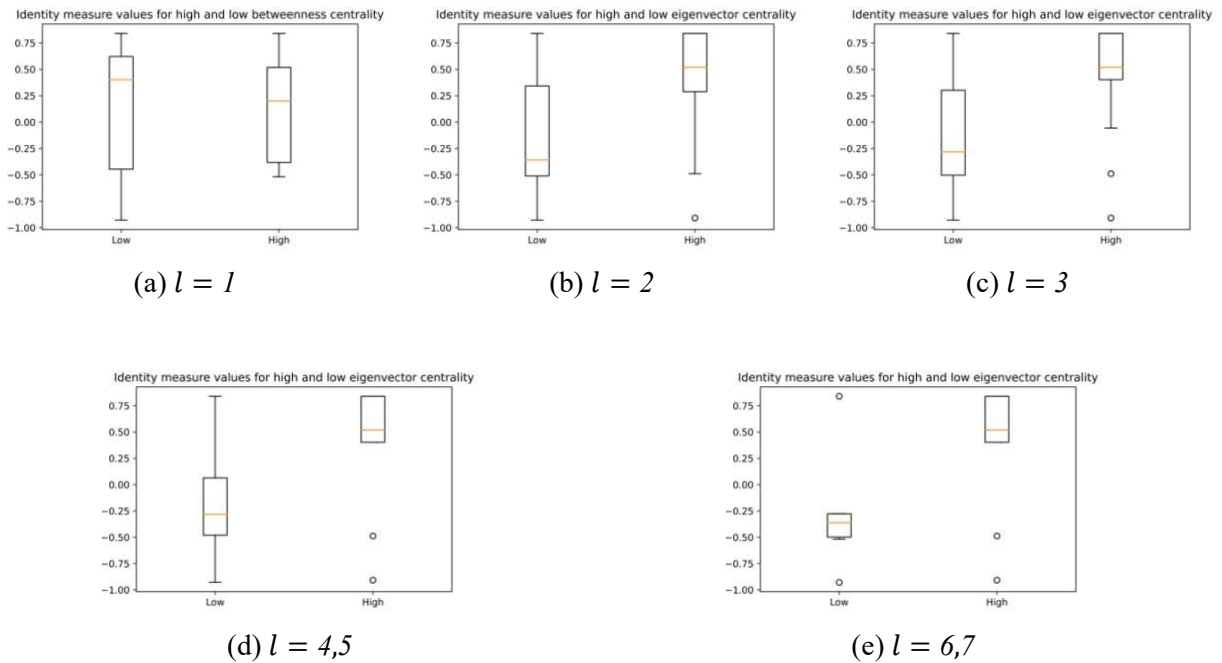 Identity measure values for high and low betweenness centrality
0.75
0.50
0.25
0.00
−0.25
−0.50
−0.75
−1.00
Low High
(a) l = 1
Identity measure values for high and low eigenvector centrality
0.75
0.50
0.25
0.00
−0.25
−0.50
−0.75
−1.00
Low High
(b) l = 2
Identity measure values for high and low eigenvector centrality
0.75
0.50
0.25
0.00
−0.25
−0.50
−0.75
−1.00
Low High
(c) l = 3
Identity measure values for high and low eigenvector centrality
0.75
0.50
0.25
0.00
−0.25
−0.50
−0.75
−1.00
Low High
(d) l = 4,5
Identity measure values for high and low eigenvector centrality
0.75
0.50
0.25
0.00
−0.25
−0.50
−0.75
−1.00
Low High
(e) l = 6,7